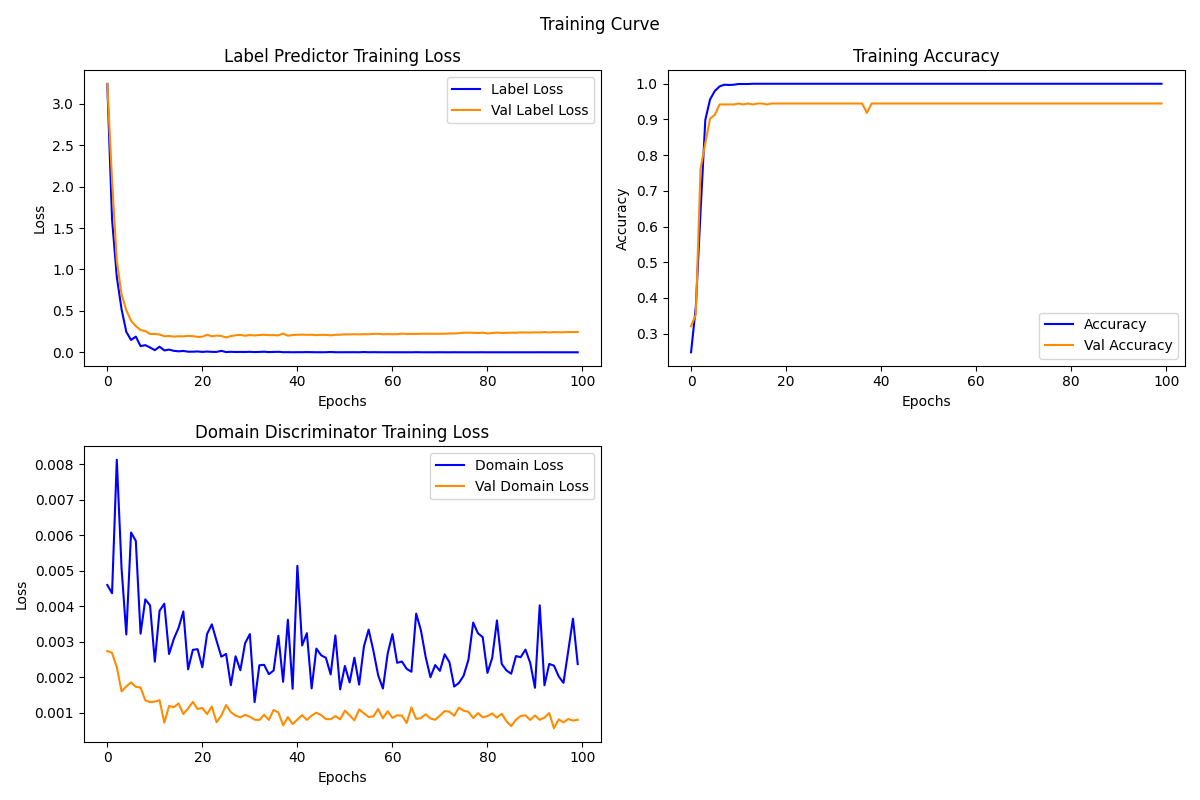 Training Curve
Label Predictor Training Loss
Loss
3.0
2.5
2.0
1.5
1.0
0.5
0.0
Label Loss
Val Label Loss
0 20 40 60 80 100
Epochs
Training Accuracy
Accuracy
1.0
0.9
0.8
0.7
0.6
0.5
0.4
0.3
Accuracy
Val Accuracy
0 20 40 60 80 100
Epochs
Domain Discriminator Training Loss
Loss
0.008
0.007
0.006
0.005
0.004
0.003
0.002
0.001
Domain Loss
Val Domain Loss
0 20 40 60 80 100
Epochs